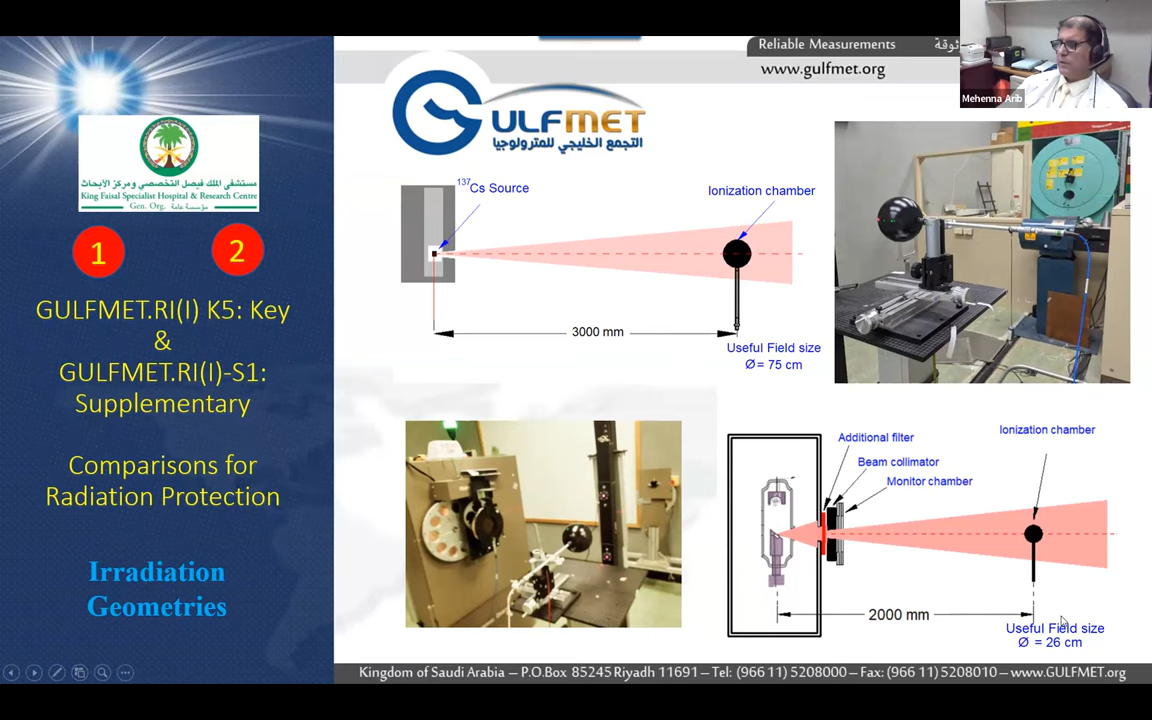 Reliable Measurements
www.gulfmet.org
Mehenna Arib
مستشفى الملك فيصل التخصصي ومركز الأبحاث
King Faisal Specialist Hospital & Research Centre
Gen. Org. مؤسسة عامة
1
2
GULFMET.RI(I) K5: Key
&
GULFMET.RI(I)-S1:
Supplementary
Comparisons for
Radiation Protection
Irradiation
Geometries
GULFMET
التجمع الخليجي للمترولوجيا
137Cs Source
Ionization chamber
3000 mm
Useful Field size
Ø = 75 cm
Additional filter
Beam collimator
Monitor chamber
Ionization chamber
2000 mm
Useful Field size
Ø = 26 cm
Kingdom of Saudi Arabia – P.O.Box 85245 Riyadh 11691 – Tel: (966 11) 5208000 – Fax: (966 11) 5208010 – www.GULFMET.org